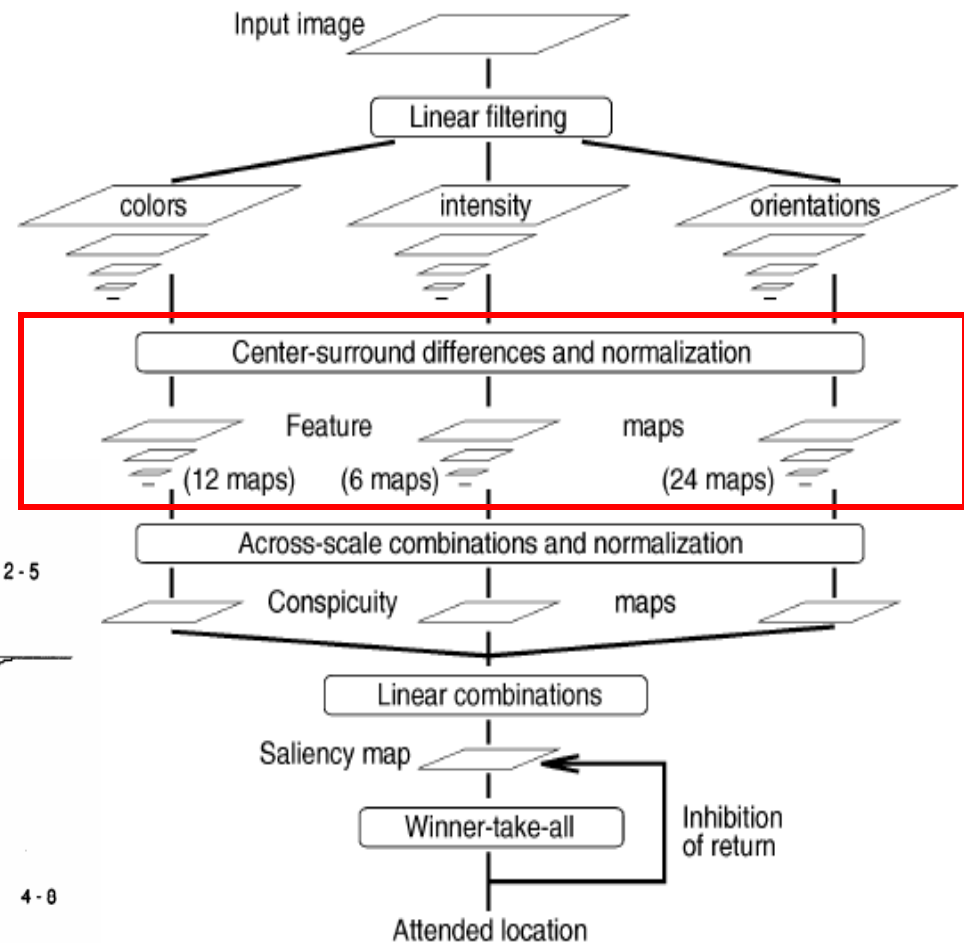 Input image
Linear filtering
colors intensity orientations
Center-surround differences and normalization
Feature maps
(12 maps) (6 maps) (24 maps)
Across-scale combinations and normalization
2 - 5
Conspicuity maps
Linear combinations
Saliency map
Winner-take-all
Inhibition
of return
4 - 8
Attended location